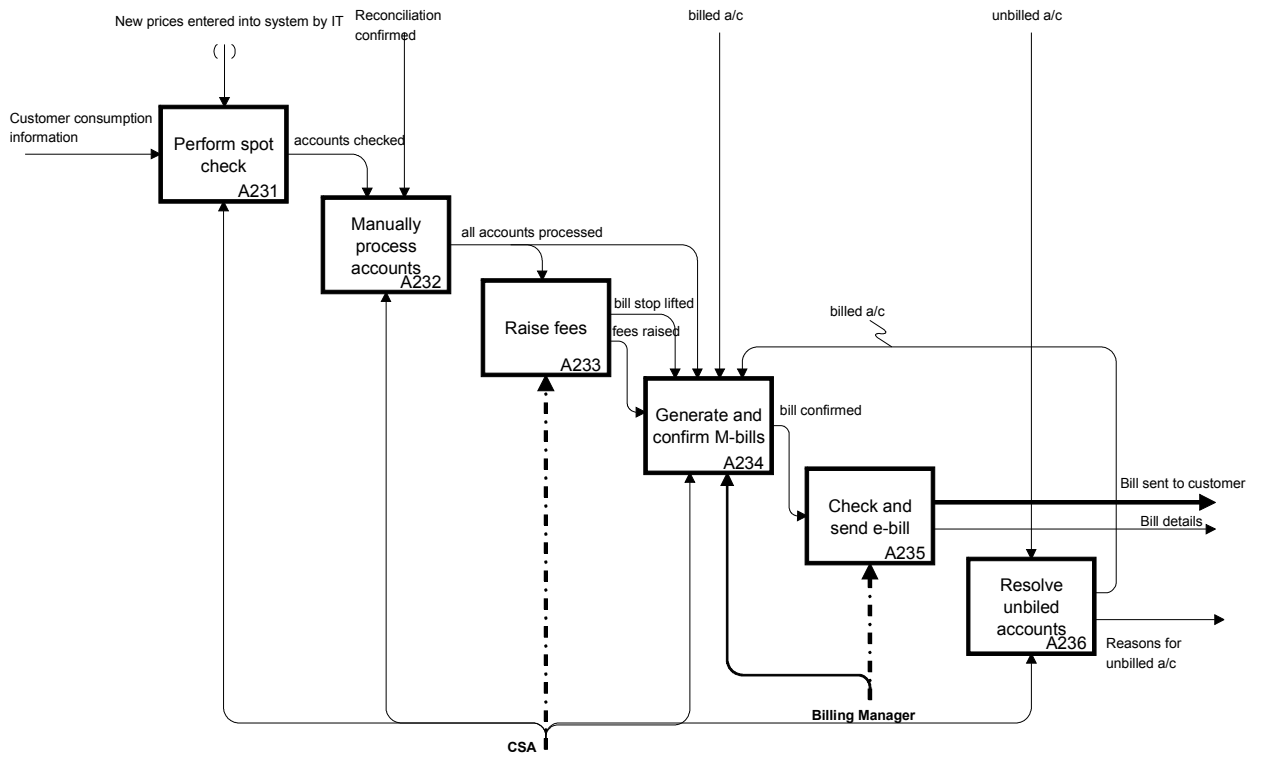 New prices entered into system by IT
( )
Reconciliation
confirmed
billed a/c
unbilled a/c
Customer consumption
information
Perform spot
check
A231
accounts checked
Manually
process
accounts
A232
all accounts processed
Raise fees
A233
bill stop lifted
fees raised
billed a/c
Generate and
confirm M-bills
A234
bill confirmed
Check and
send e-bill
A235
Bill sent to customer
Bill details
Resolve
unbiled
accounts
A236
Reasons for
unbilled a/c
Billing Manager
CSA